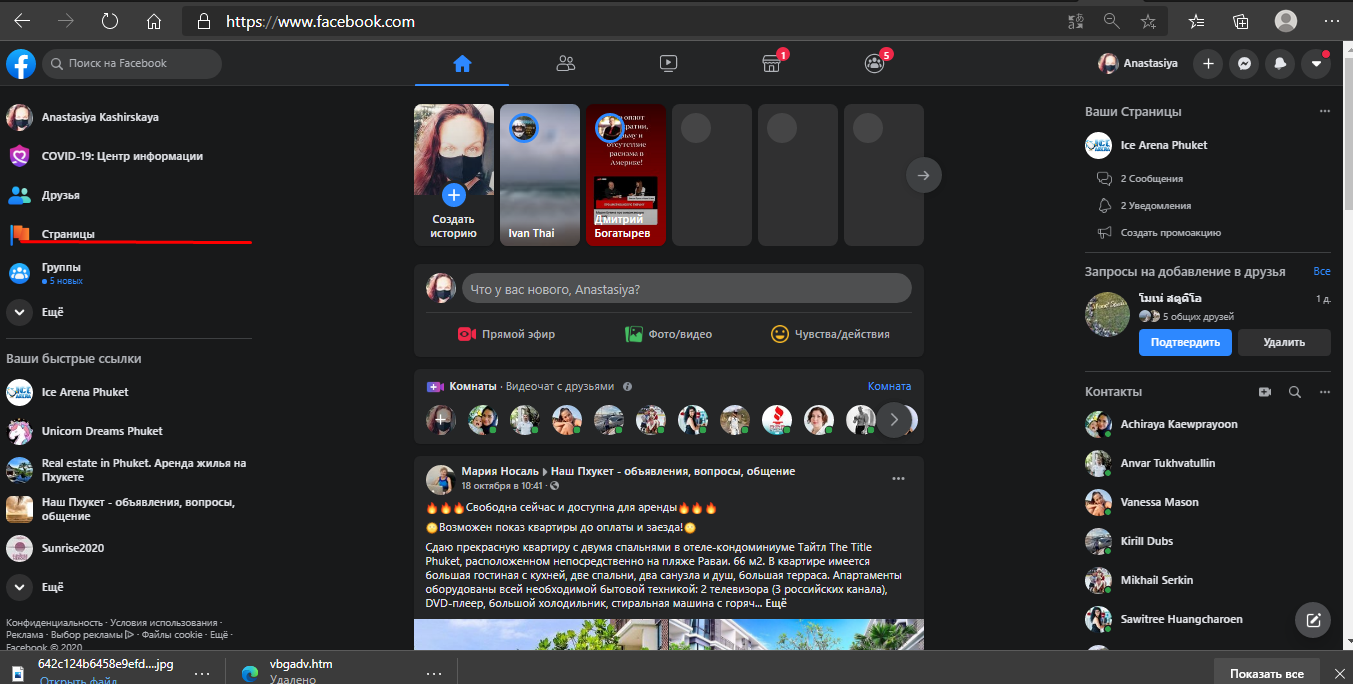 https://www.facebook.com
Поиск на Facebook
1
5
Anastasiya
Anastasiya Kashirskaya
COVID-19: Центр информации
Друзья
Страницы
Группы
5 новых
Ещё
Ваши быстрые ссылки
Ice Arena Phuket
Unicorn Dreams Phuket
Real estate in Phuket. Аренда жилья на
Пхукете
Наш Пхукет - объявления, вопросы,
общение
Sunrise2020
Ещё
Конфиденциальность · Условия использования ·
Реклама · Выбор рекламы · Файлы cookie · Ещё ·
Facebook © 2020
Создать
историю
Ivan Thai
отсутствие
расизма в
Америке!
Дмитрий
Богатырев
Что у вас нового, Anastasiya?
Прямой эфир
Фото/видео
Чувства/действия
Комнаты · Видеочат с друзьями
Комната
Мария Носаль Наш Пхукет - объявления, вопросы, общение
18 октября в 10:41 ·
🔥🔥🔥Свободна сейчас и доступна для аренды🔥🔥🔥
Возможен показ квартиры до оплаты и заезда!
Сдаю прекрасную квартиру с двумя спальнями в отеле-кондоминиуме Тайтл The Title
Phuket, расположенном непосредственно на пляже Раваи. 66 м2. В квартире имеется
большая гостиная с кухней, две спальни, два санузла и душ, большая терраса. Апартаменты
оборудованы всей необходимой бытовой техникой: 2 телевизора (3 российских канала),
DVD-плеер, большой холодильник, стиральная машина с горяч... Ещё
Ваши Страницы
Ice Arena Phuket
2 Сообщения
2 Уведомления
Создать промоакцию
Запросы на добавление в друзья
Все
โมเน่ สตูดิโอ
1 д.
5 общих друзей
Подтвердить
Удалить
Контакты
Achiraya Kaewprayoon
Anvar Tukhvatullin
Vanessa Mason
Kirill Dubs
Mikhail Serkin
Sawitree Huangcharoen
642c124b6458e9efd....jpg
Открыть файл
vbgadv.htm
Удалено
Показать все